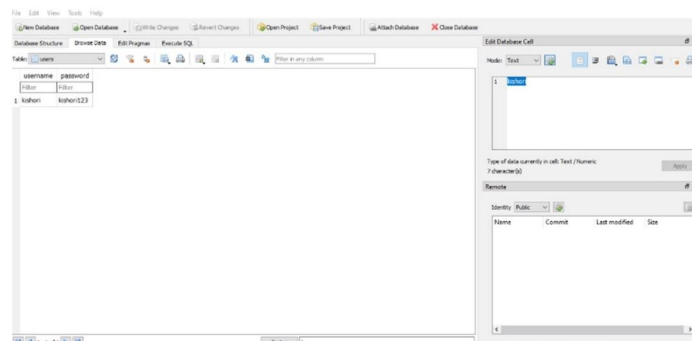 File Edit View Tools Help
New Database Open Database Write Changes Revert Changes Open Project Save Project Attach Database Close Database
Database Structure Browse Data Edit Pragmas Execute SQL
Table: users Filter in any column
username password
Filter Filter
1 kishori kishori123
Edit Database Cell
Mode: Text
1 kishori
Type of data currently in cell: Text / Numeric
7 character(s)
Apply
Remote
Identity Public
Name Commit Last modified Size